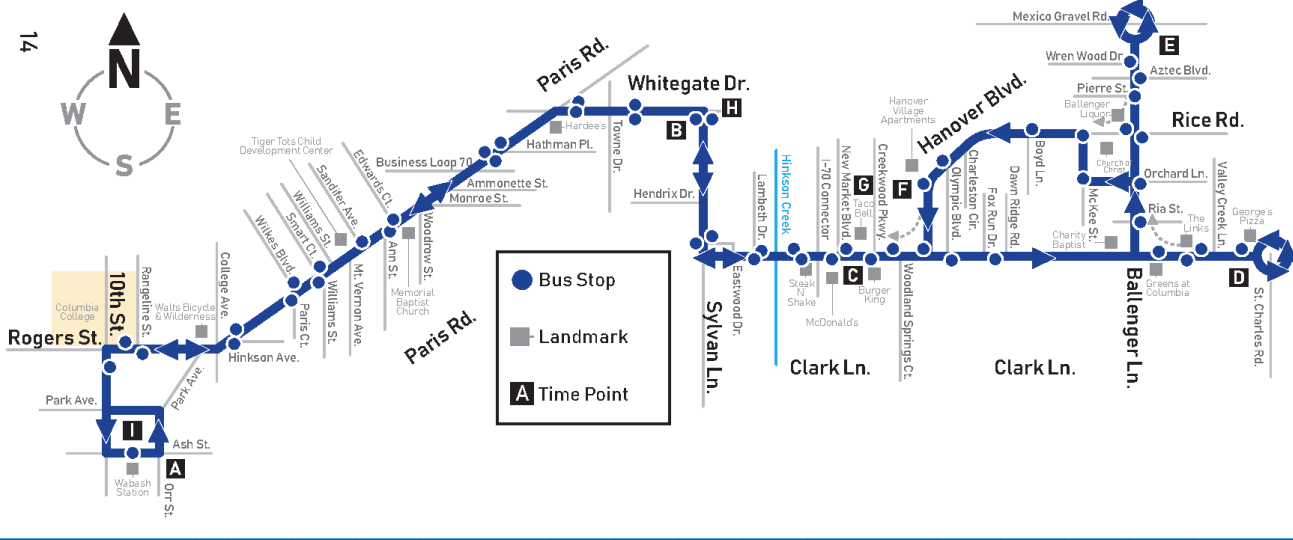 14
N
W
E
S
Mexico Gravel Rd.
E
Wren Wood Dr
Aztec Blvd.
Pierre St.
Ballenger
Liquor
Rice Rd.
Church of
Christ
Orchard Ln.
McKee St.
Ria St.
The
Links
Valley Creek Ln.
George's
Pizza
Charity
Baptist
Greens at
Columbia
D
St. Charles Rd.
Ballenger Ln.
Hanover Blvd.
Hanover
Village
Apartments
Boyd Ln.
Charleston Cir.
Olympic Blvd.
Fox Run Dr.
Dawn Ridge Rd.
F
G
Taco
Bell
Creekwood Pkwy.
New Market Blvd.
I-70 Connector
Hinkson Creek
Lambeth Dr.
C
Burger
King
Steak
N
Shake
McDonald's
Woodland Springs Ct.
Clark Ln.
Clark Ln.
Eastwood Dr.
Sylvan Ln.
Hendrix Dr.
Whitegate Dr.
H
B
Paris Rd.
Hardees
Towne Dr.
Hathman Pl.
Business Loop 70
Ammonette St.
Monroe St.
Tiger Tots Child
Development Center
Edwards Ct.
Sandifer Ave.
Williams St.
Smart Ct.
Wilkes Blvd.
Woodrow St.
Ann St.
Memorial
Baptist
Church
Mt. Vernon Ave.
Williams St.
Paris Ct.
Paris Rd.
College Ave.
Walts Bicycle
& Wilderness
Rangeline St.
10th St.
Columbia
College
Rogers St.
Hinkson Ave.
Park Ave.
Park Ave.
I
Ash St.
A
Wabash
Station
Orr St.
Bus Stop
Landmark
A Time Point